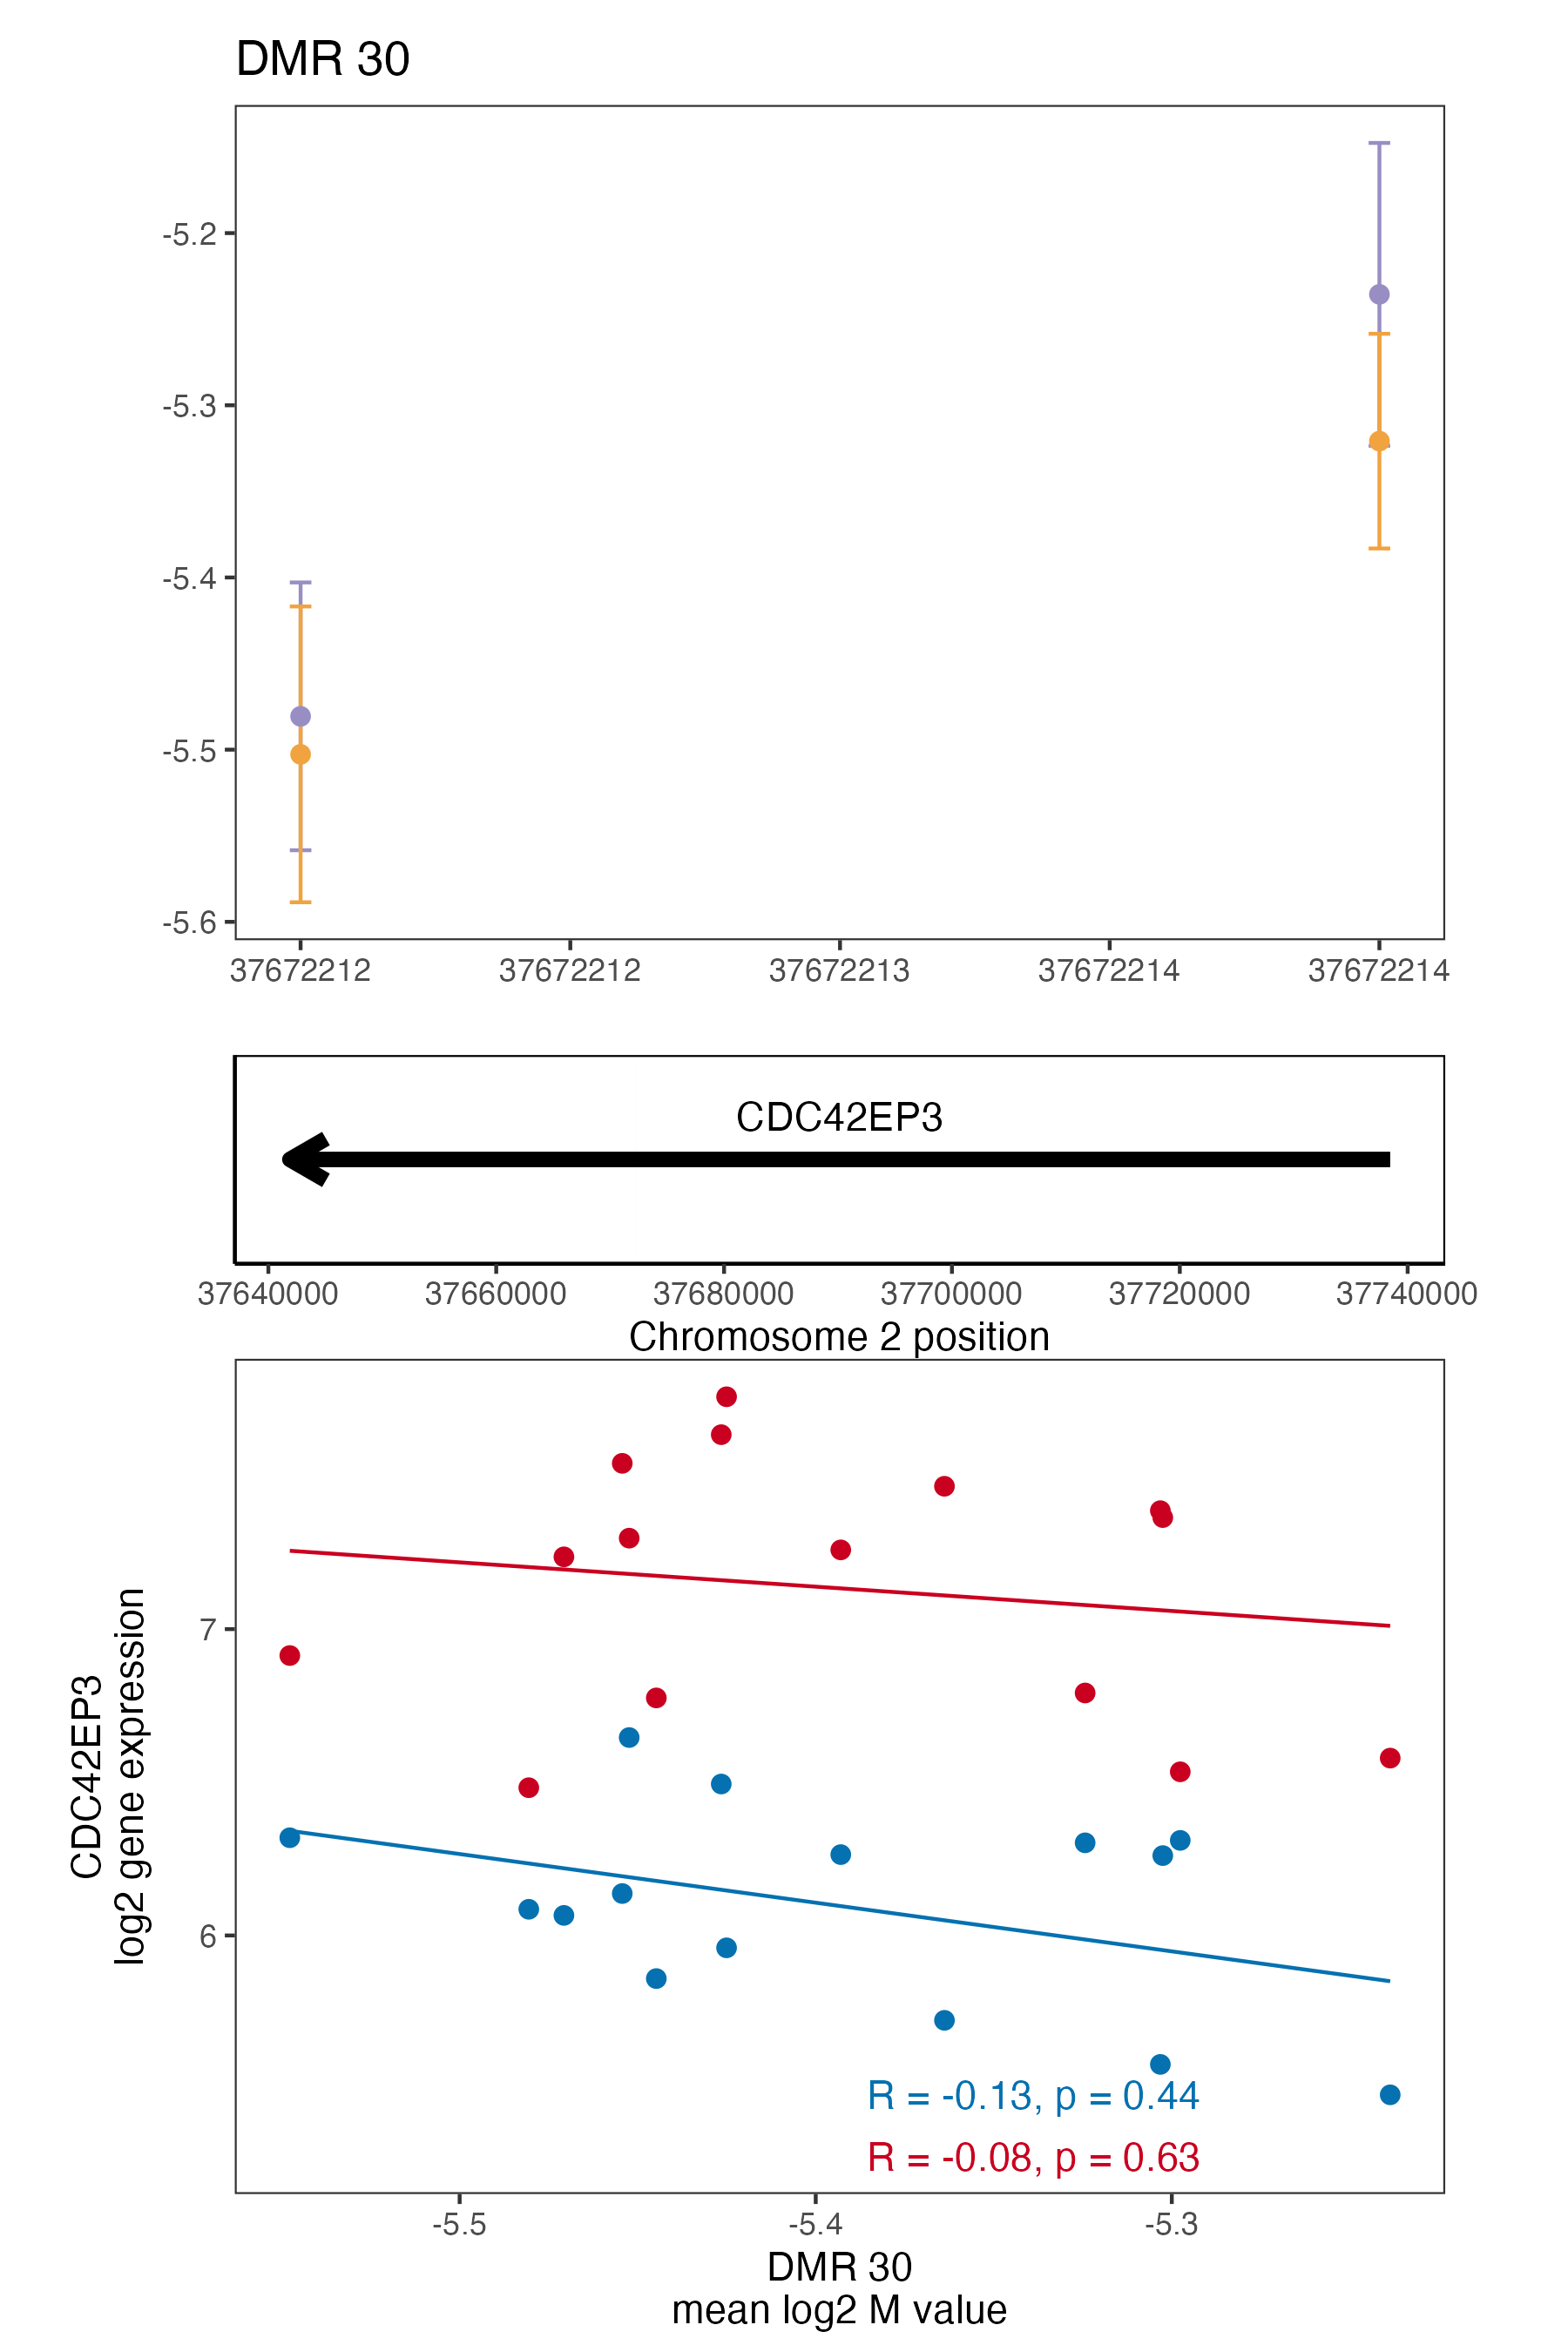 DMR 30
-5.2
-5.3
-5.4
-5.5
-5.6
37672212 37672212 37672213 37672214 37672214
CDC42EP3
37640000 37660000 37680000 37700000 37720000 37740000
Chromosome 2 position
CDC42EP3
log2 gene expression
7
6
R = -0.13, p = 0.44
R = -0.08, p = 0.63
-5.5 -5.4 -5.3
DMR 30
mean log2 M value